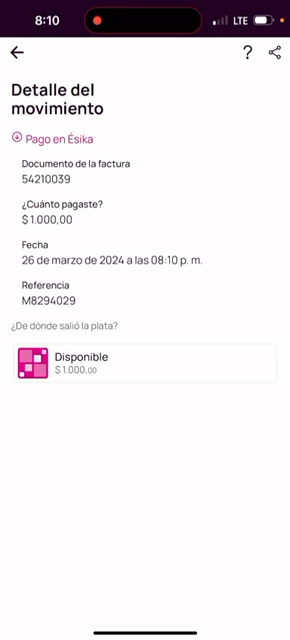 8:10
LTE
?
Detalle del
movimiento
Pago en Ésika
Documento de la factura
54210039
¿Cuánto pagaste?
$ 1.000,00
Fecha
26 de marzo de 2024 a las 08:10 p. m.
Referencia
M8294029
¿De dónde salió la plata?
Disponible
$ 1.000,00